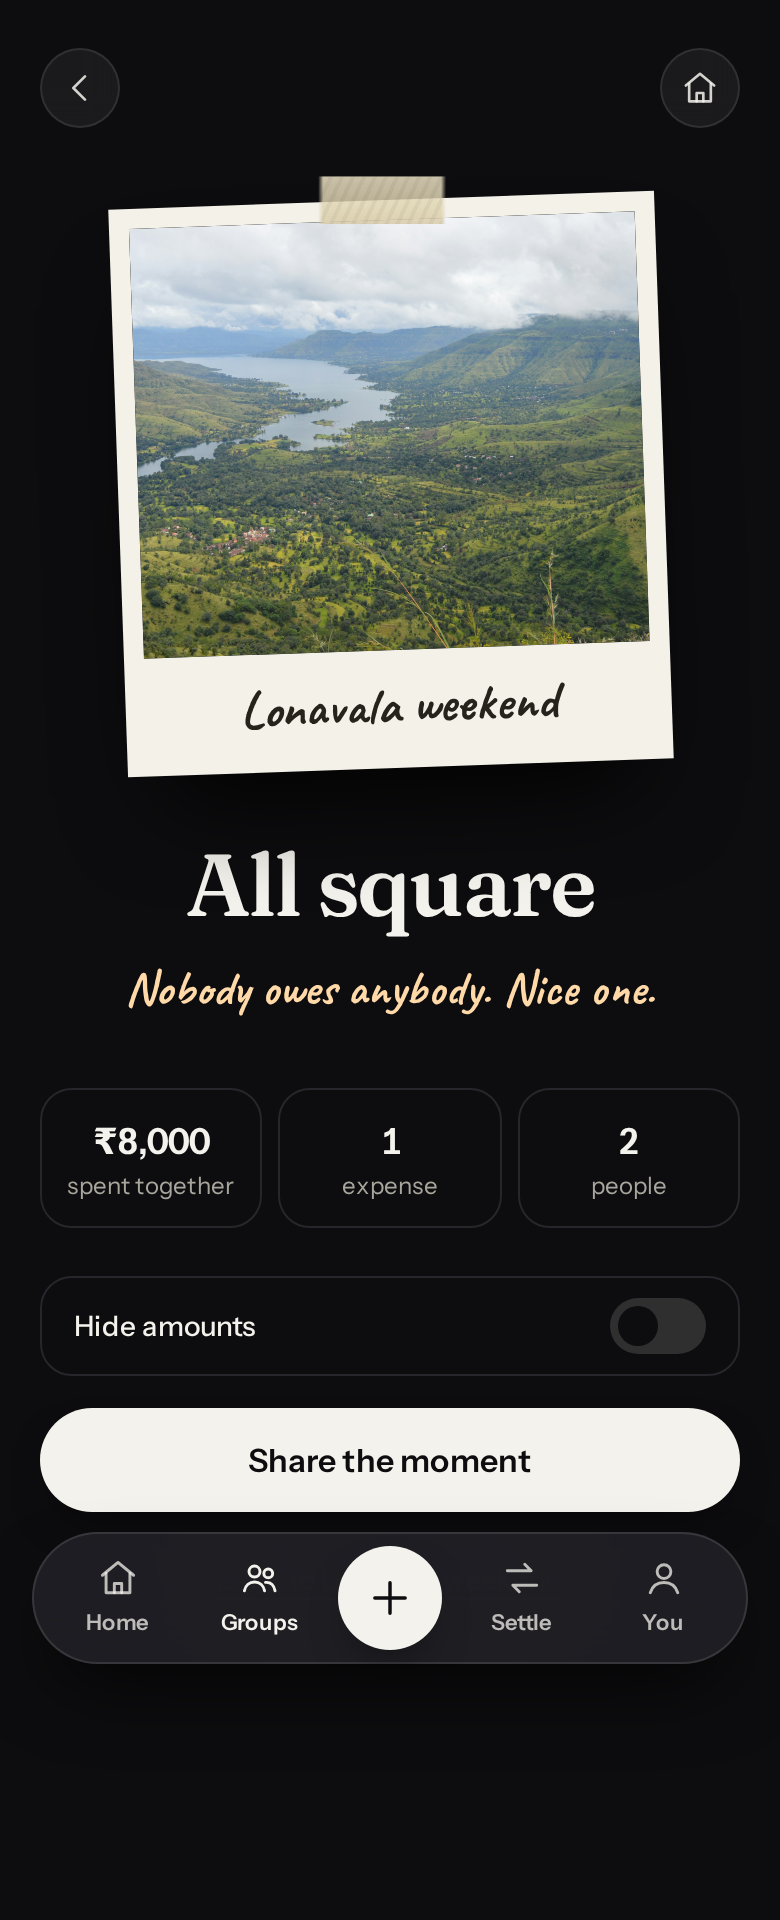 Lonavala weekend
All square
Nobody owes anybody. Nice one.
₹8,000
spent together
1
expense
2
people
Hide amounts
Share the moment
Home
Groups
Settle
You